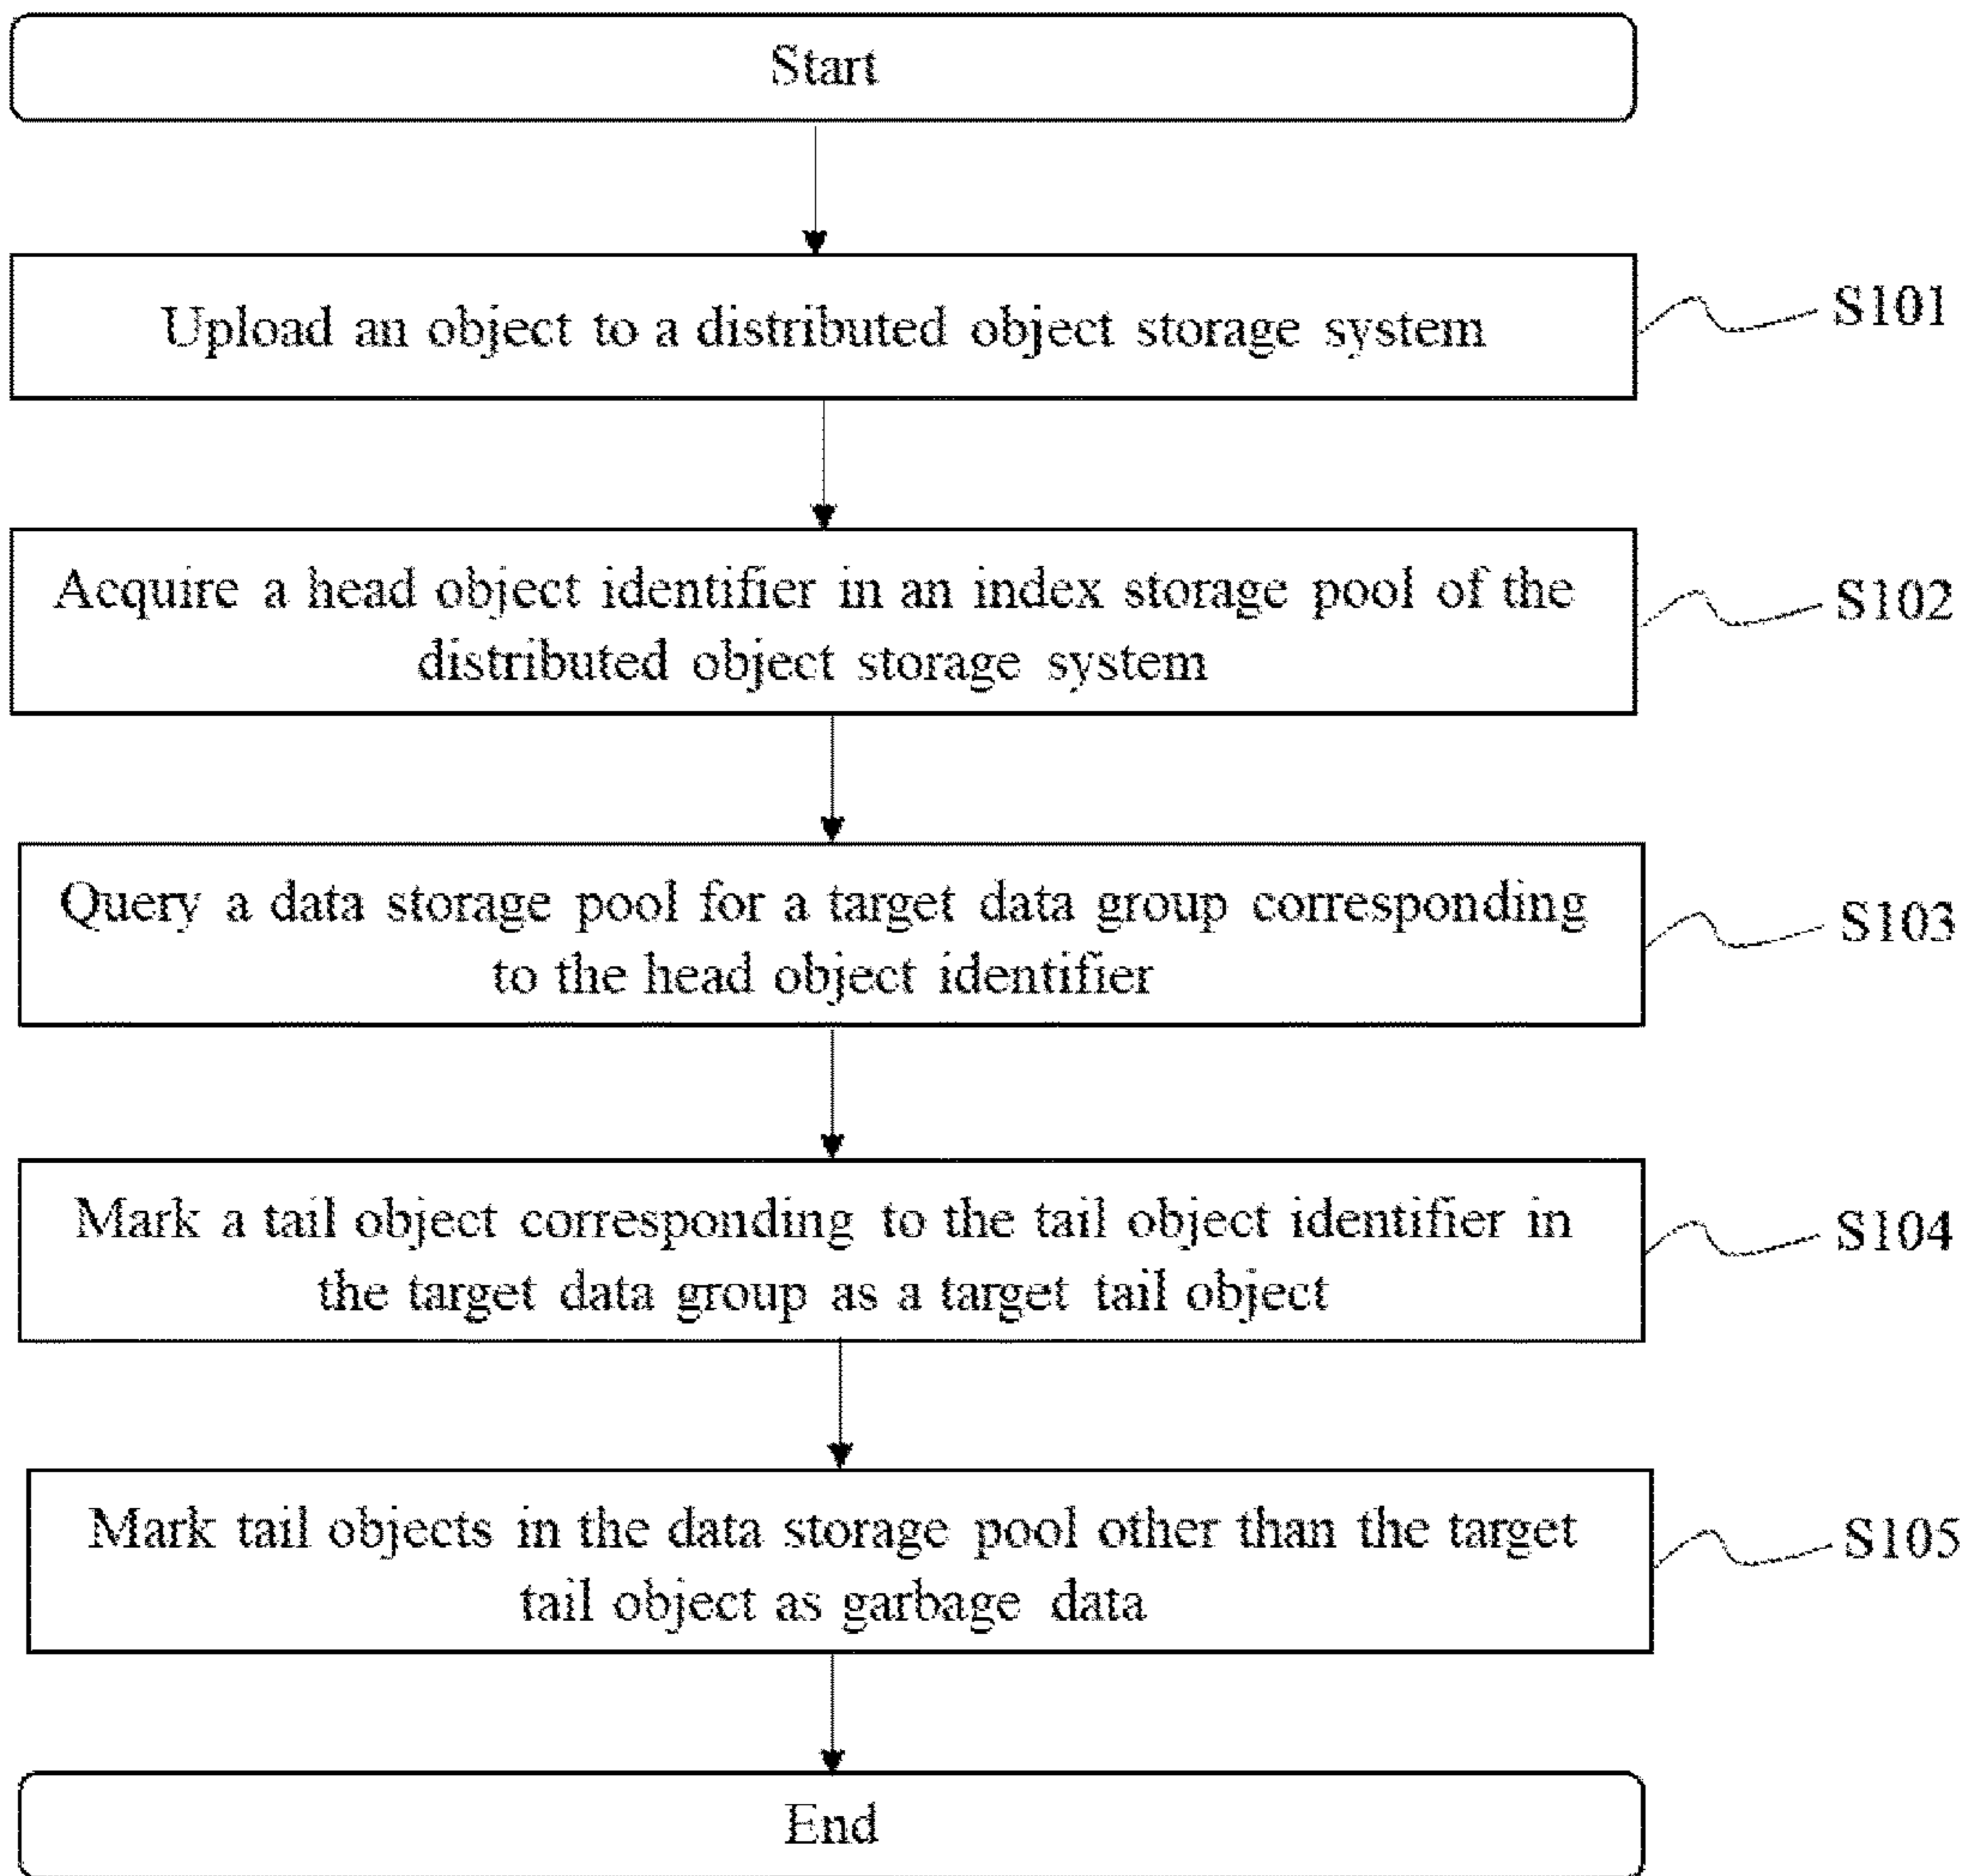 Start
Upload an object to a distributed object storage system
S101
Acquire a head object identifier in an index storage pool of the
distributed object storage system
S102
Query a data storage pool for a target data group corresponding
to the head object identifier
S103
Mark a tail object corresponding to the tail object identifier in
the target data group as a target tail object
S104
Mark tail objects in the data storage pool other than the target
tail object as garbage data
S105
End